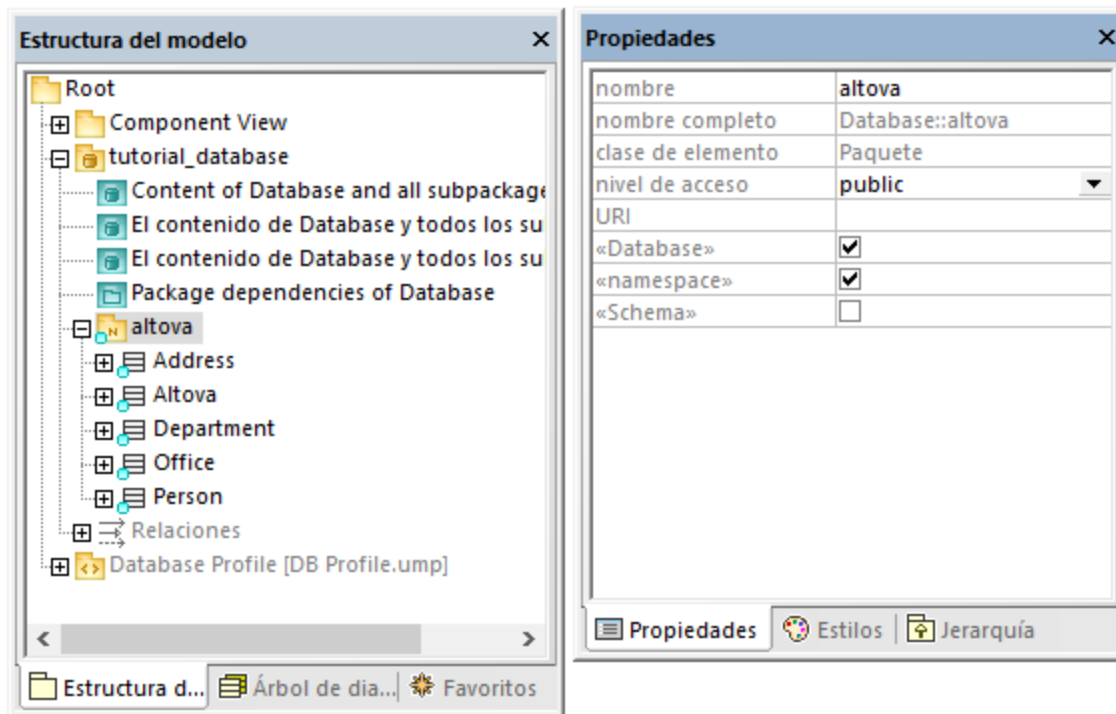 Estructura del modelo
Root
Component View
tutorial_database
Content of Database and all subpackage
El contenido de Database y todos los su
El contenido de Database y todos los su
Package dependencies of Database
altova
Address
Altova
Department
Office
Person
Relaciones
Database Profile [DB Profile.ump]
Estructura d... Árbol de dia... Favoritos
Propiedades
nombre altova
nombre completo Database::altova
clase de elemento Paquete
nivel de acceso public
URI
«Database»
«namespace»
«Schema»
Propiedades Estilos Jerarquía